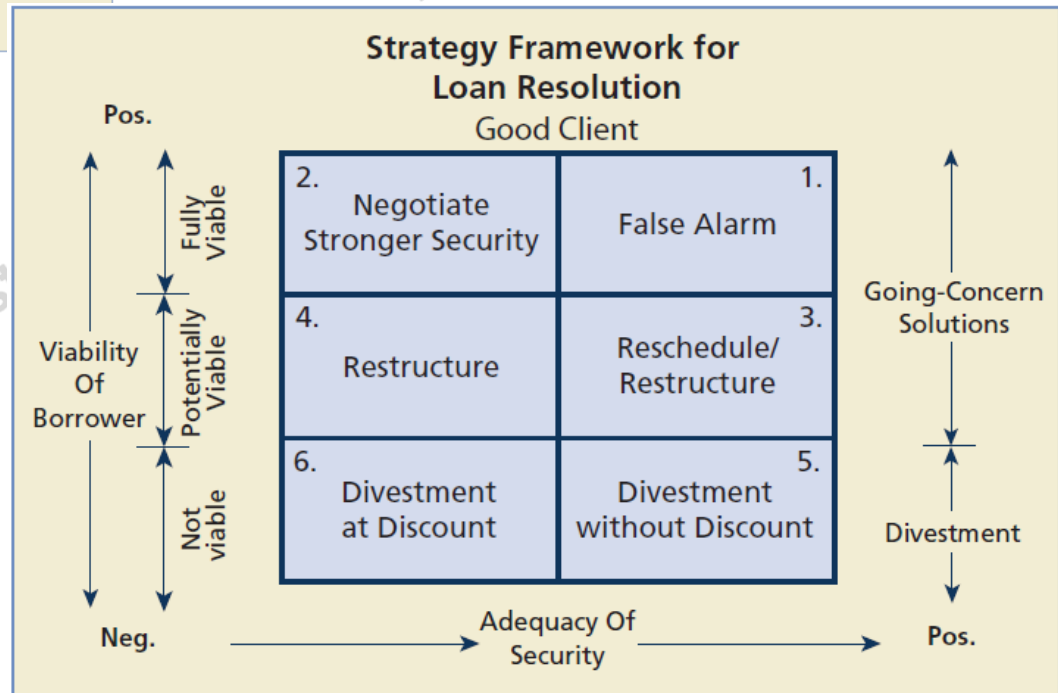 Strategy Framework for
Loan Resolution
Good Client
Pos.
Fully
Viable
Potentially
Viable
Not
viable
Viability
Of
Borrower
Neg.
2.
Negotiate
Stronger Security
1.
False Alarm
4.
Restructure
3.
Reschedule/
Restructure
6.
Divestment
at Discount
5.
Divestment
without Discount
Going-Concern
Solutions
Divestment
Adequacy Of
Security
Pos.